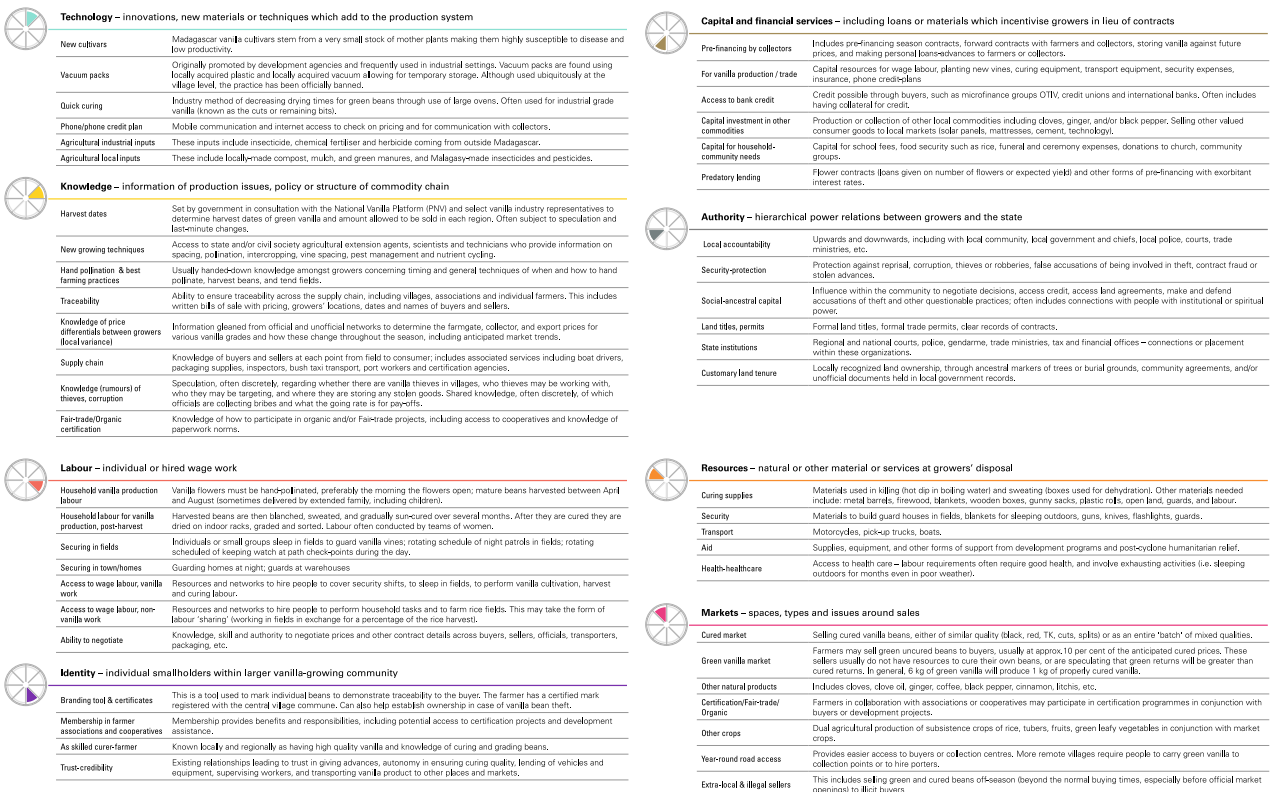 Technology – innovations, new materials or techniques which add to the production system
New cultivars
Madagascar vanilla cultivars stem from a very small stock of mother plants making them highly susceptible to disease and
low productivity.
Vacuum packs
Originally promoted by development agencies and frequently used in industrial settings. Vacuum packs are found using
locally acquired plastic and locally acquired vacuum allowing for temporary storage. Although used ubiquitously at the
village level, the practice has been officially banned.
Quick curing
Industry method of decreasing drying times for green beans through use of large ovens. Often used for industrial grade
vanilla (known as the cuts or remaining bits).
Phone/phone credit plan
Mobile communication and internet access to check on pricing and for communication with collectors.
Agricultural industrial inputs
These inputs include insecticide, chemical fertiliser and herbicide coming from outside Madagascar.
Agricultural local inputs
These include locally-made compost, mulch, and green manures, and Malagasy-made insecticides and pesticides.
Knowledge – information of production issues, policy or structure of commodity chain
Harvest dates
Set by government in consultation with the National Vanilla Platform (PNV) and select vanilla industry representatives to
determine harvest dates of green vanilla and amount allowed to be sold in each region. Often subject to speculation and
last-minute changes.
New growing techniques
Access to state and/or civil society agricultural extension agents, scientists and technicians who provide information on
spacing, pollination, intercropping, vine spacing, pest management and nutrient cycling.
Hand pollination & best
farming practices
Usually handed-down knowledge amongst growers concerning timing and general techniques of when and how to hand
pollinate, harvest beans, and tend fields.
Traceability
Ability to ensure traceability across the supply chain, including villages, associations and individual farmers. This includes
written bills of sale with pricing, growers' locations, dates and names of buyers and sellers.
Knowledge of price
differentials between growers
(local variance)
Information gleaned from official and unofficial networks to determine the farmgate, collector, and export prices for
various vanilla grades and how these change throughout the season, including anticipated market trends.
Supply chain
Knowledge of buyers and sellers at each point from field to consumer; includes associated services including boat drivers,
packaging supplies, inspectors, bush taxi transport, port workers and certification agencies.
Knowledge (rumours) of
thieves, corruption
Speculation, often discretely, regarding whether there are vanilla thieves in villages, who thieves may be working with,
who they may be targeting, and where they are storing any stolen goods. Shared knowledge, often discretely, of which
officials are collecting bribes and what the going rate is for pay-offs.
Fair-trade/Organic
certification
Knowledge of how to participate in organic and/or Fair-trade projects, including access to cooperatives and knowledge of
paperwork norms.
Labour – individual or hired wage work
Household vanilla production
labour
Vanilla flowers must be hand-pollinated, preferably the morning the flowers open; mature beans harvested between April
and August (sometimes delivered by extended family, including children).
Household labour for vanilla
production, post-harvest
Harvested beans are then blanched, sweated, and gradually sun-cured over several months. After they are cured they are
dried on indoor racks, graded and sorted. Labour often conducted by teams of women.
Securing in fields
Individuals or small groups sleep in fields to guard vanilla vines; rotating schedule of night patrols in fields; rotating
scheduled of keeping watch at path check-points during the day.
Securing in town/homes
Guarding homes at night; guards at warehouses
Access to wage labour, vanilla
work
Resources and networks to hire people to cover security shifts, to sleep in fields, to perform vanilla cultivation, harvest
and curing labour.
Access to wage labour, non-
vanilla work
Resources and networks to hire people to perform household tasks and to farm rice fields. This may take the form of
labour 'sharing' (working in fields in exchange for a percentage of the rice harvest).
Ability to negotiate
Knowledge, skill and authority to negotiate prices and other contract details across buyers, sellers, officials, transporters,
packaging, etc.
Identity – individual smallholders within larger vanilla-growing community
Branding tool & certificates
This is a tool used to mark individual beans to demonstrate traceability to the buyer. The farmer has a certified mark
registered with the central village commune. Can also help establish ownership in case of vanilla bean theft.
Membership in farmer
associations and cooperatives
Membership provides benefits and responsibilities, including potential access to certification projects and development
assistance.
As skilled curer-farmer
Known locally and regionally as having high quality vanilla and knowledge of curing and grading beans.
Trust-credibility
Existing relationships leading to trust in giving advances, autonomy in ensuring curing quality, lending of vehicles and
equipment, supervising workers, and transporting vanilla product to other places and markets.
Capital and financial services – including loans or materials which incentivise growers in lieu of contracts
Pre-financing by collectors
Includes pre-financing season contracts, forward contracts with farmers and collectors, storing vanilla against future
prices, and making personal loans-advances to farmers or collectors.
For vanilla production / trade
Capital resources for wage labour, planting new vines, curing equipment, transport equipment, security expenses,
insurance, phone credit-plans
Access to bank credit
Credit possible through buyers, such as microfinance groups OTIV, credit unions and international banks. Often includes
having collateral for credit.
Capital investment in other
commodities
Production or collection of other local commodities including cloves, ginger, and/or black pepper. Selling other valued
consumer goods to local markets (solar panels, mattresses, cement, technology).
Capital for household-
community needs
Capital for school fees, food security such as rice, funeral and ceremony expenses, donations to church, community
groups.
Predatory lending
Flower contracts (loans given on number of flowers or expected yield) and other forms of pre-financing with exorbitant
interest rates.
Authority – hierarchical power relations between growers and the state
Local accountability
Upwards and downwards, including with local community, local government and chiefs, local police, courts, trade
ministries, etc.
Security-protection
Protection against reprisal, corruption, thieves or robberies, false accusations of being involved in theft, contract fraud or
stolen advances.
Social-ancestral capital
Influence within the community to negotiate decisions, access credit, access land agreements, make and defend
accusations of theft and other questionable practices; often includes connections with people with institutional or spiritual
power.
Land titles, permits
Formal land titles, formal trade permits, clear records of contracts.
State institutions
Regional and national courts, police, gendarme, trade ministries, tax and financial offices – connections or placement
within these organizations.
Customary land tenure
Locally recognized land ownership, through ancestral markers of trees or burial grounds, community agreements, and/or
unofficial documents held in local government records.
Resources – natural or other material or services at growers' disposal
Curing supplies
Materials used in killing (hot dip in boiling water) and sweating (boxes used for dehydration). Other materials needed
include: metal barrels, firewood, blankets, wooden boxes, gunny sacks, plastic rolls, open land, guards, and labour.
Security
Materials to build guard houses in fields, blankets for sleeping outdoors, guns, knives, flashlights, guards.
Transport
Motorcycles, pick-up trucks, boats.
Aid
Supplies, equipment, and other forms of support from development programs and post-cyclone humanitarian relief.
Health-healthcare
Access to health care – labour requirements often require good health, and involve exhausting activities (i.e. sleeping
outdoors for months even in poor weather).
Markets – spaces, types and issues around sales
Cured market
Selling cured vanilla beans, either of similar quality (black, red, TK, cuts, splits) or as an entire 'batch' of mixed qualities.
Green vanilla market
Farmers may sell green uncured beans to buyers, usually at approx.10 per cent of the anticipated cured prices. These
sellers usually do not have resources to cure their own beans, or are speculating that green returns will be greater than
cured returns. In general, 6 kg of green vanilla will produce 1 kg of properly cured vanilla.
Other natural products
Includes cloves, clove oil, ginger, coffee, black pepper, cinnamon, litchis, etc.
Certification/Fair-trade/
Organic
Farmers in collaboration with associations or cooperatives may participate in certification programmes in conjunction with
buyers or development projects.
Other crops
Dual agricultural production of subsistence crops of rice, tubers, fruits, green leafy vegetables in conjunction with market
crops.
Year-round road access
Provides easier access to buyers or collection centres. More remote villages require people to carry green vanilla to
collection points or to hire porters.
Extra-local & illegal sellers
This includes selling green and cured beans off-season (beyond the normal buying times, especially before official market
openings) to illicit buyers